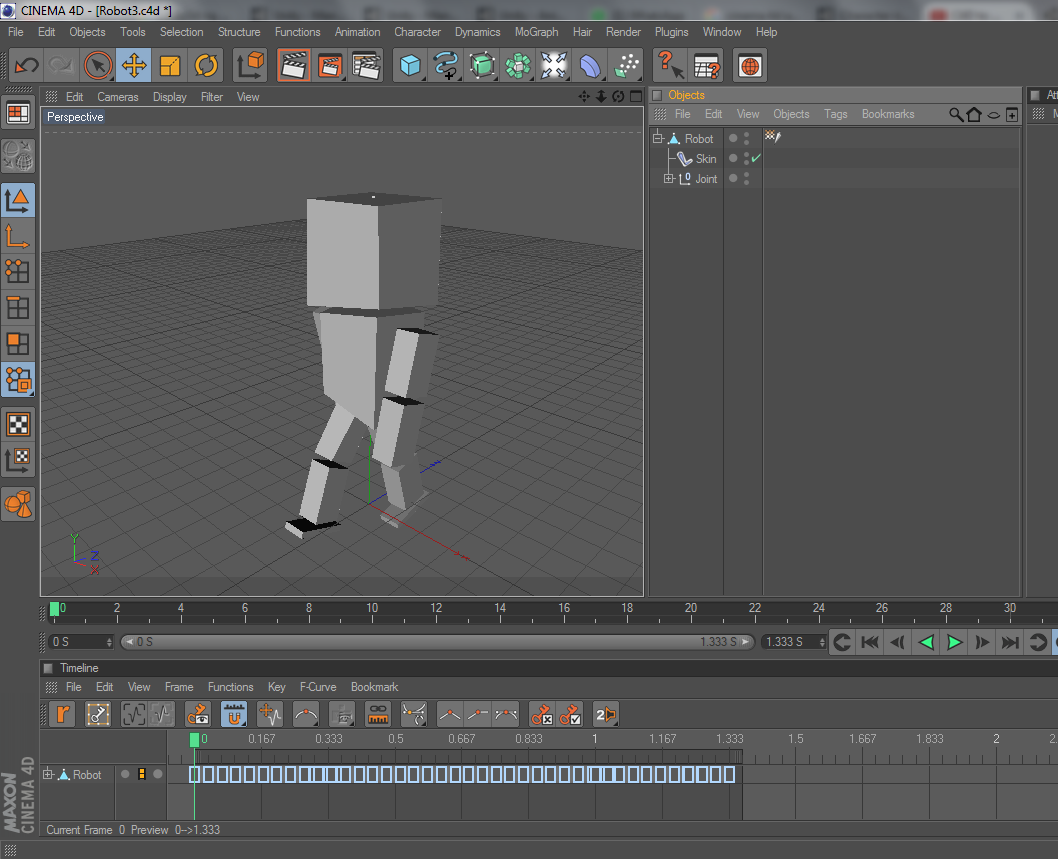 CINEMA 4D - [Robot3.c4d *]
File Edit Objects Tools Selection Structure Functions Animation Character Dynamics MoGraph Hair Render Plugins Window Help
Edit Cameras Display Filter View
Perspective
Y
Z
X
Objects
File Edit View Objects Tags Bookmarks
Robot
Skin
Joint
0 2 4 6 8 10 12 14 16 18 20 22 24 26 28 30
0 S 0 S 1.333 S 1.333 S
Timeline
File Edit View Frame Functions Key F-Curve Bookmark
0 0.167 0.333 0.5 0.667 0.833 1 1.167 1.333 1.5 1.667 1.833 2
Robot
MAXON
CINEMA 4D
Current Frame 0 Preview 0-->1.333